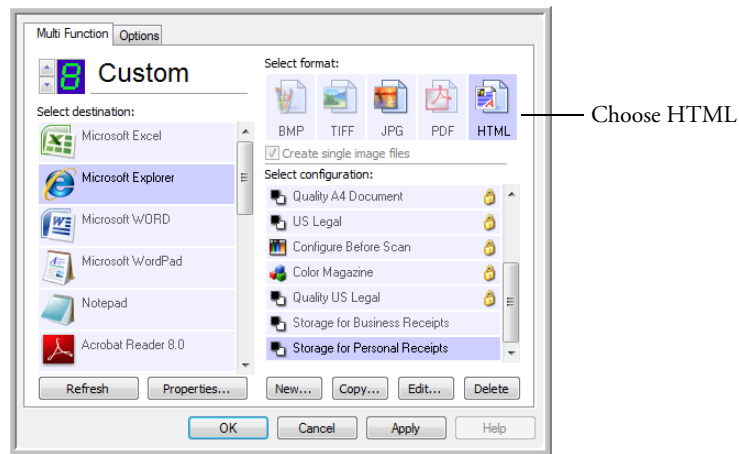 Multi Function
Options
8
Custom
Select destination:
Microsoft Excel
Microsoft Explorer
Microsoft WORD
Microsoft WordPad
Notepad
Acrobat Reader 8.0
Refresh
Properties...
Select format:
BMP
TIFF
JPG
PDF
HTML
Create single image files
Select configuration:
Quality A4 Document
US Legal
Configure Before Scan
Color Magazine
Quality US Legal
Storage for Business Receipts
Storage for Personal Receipts
New...
Copy...
Edit...
Delete
OK
Cancel
Apply
Help
Choose HTML